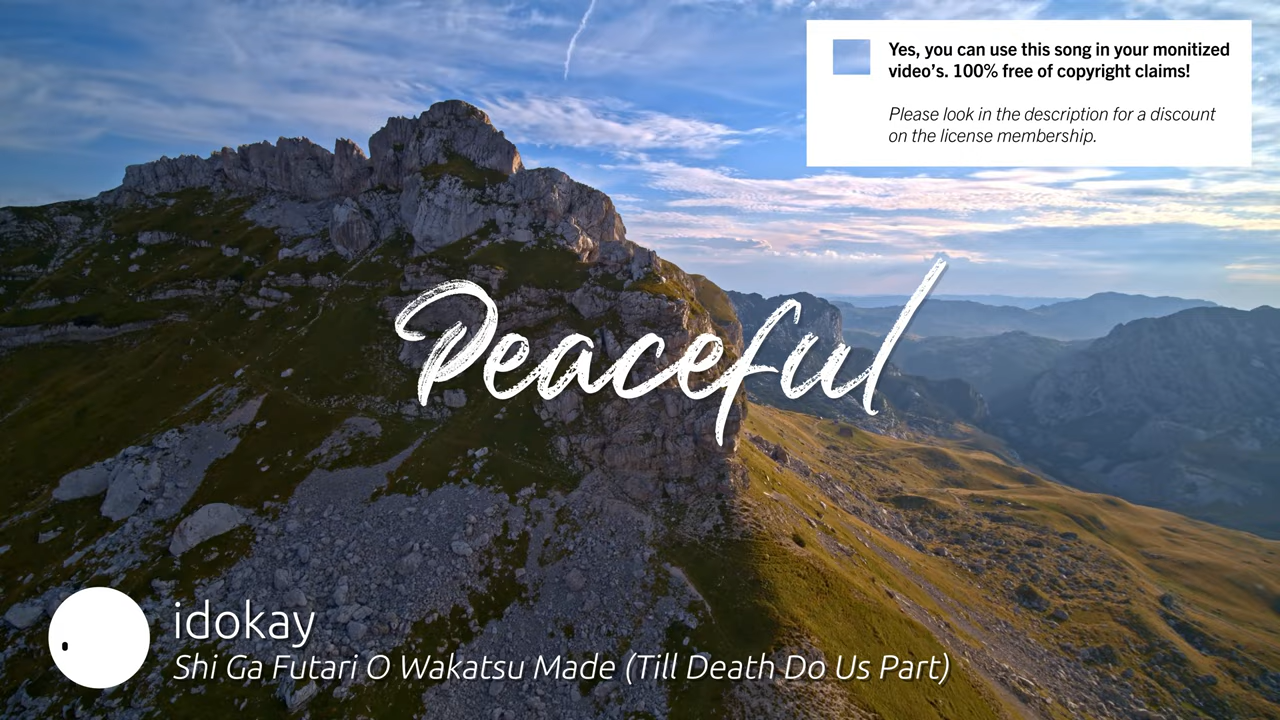 Yes, you can use this song in your monitized
video's. 100% free of copyright claims!
Please look in the description for a discount
on the license membership.
Peaceful
idokay
Shi Ga Futari O Wakatsu Made (Till Death Do Us Part)